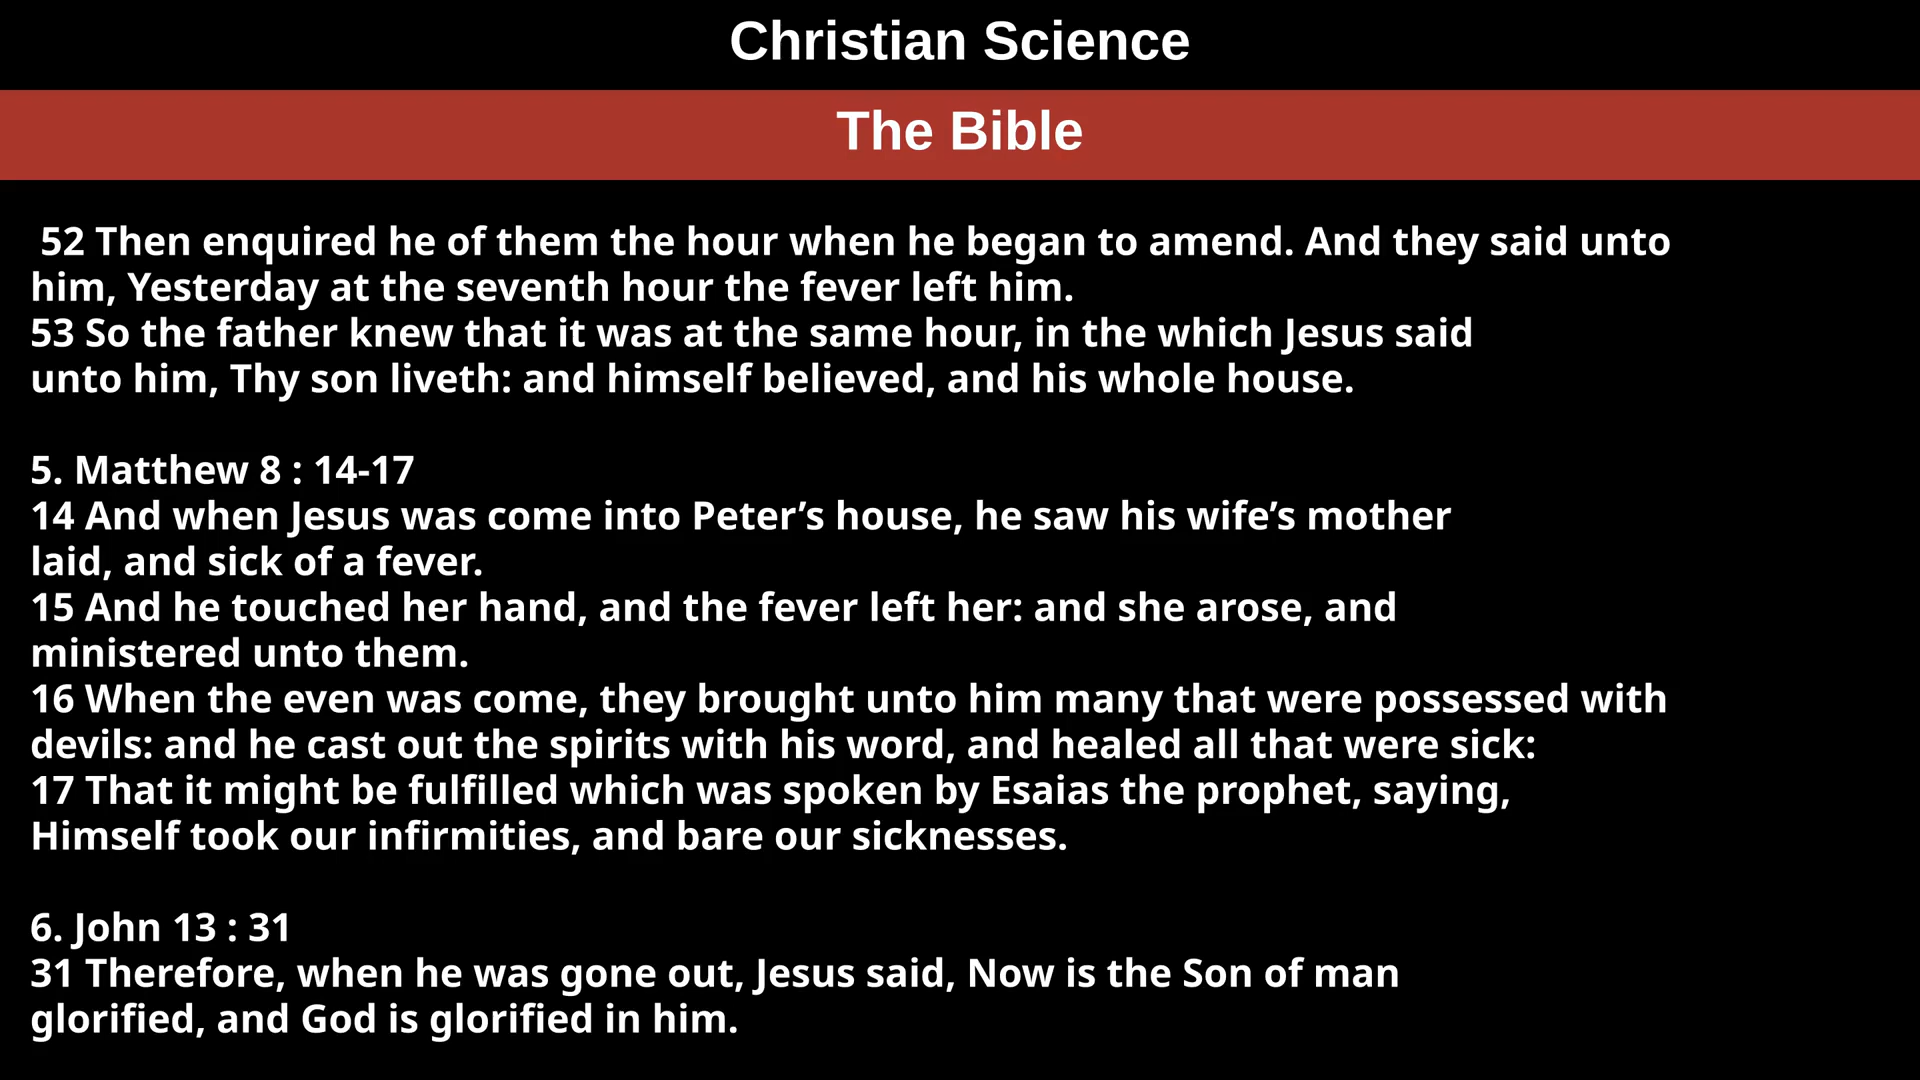 Christian Science
The Bible
52 Then enquired he of them the hour when he began to amend. And they said unto
him, Yesterday at the seventh hour the fever left him.
53 So the father knew that it was at the same hour, in the which Jesus said
unto him, Thy son liveth: and himself believed, and his whole house.
5. Matthew 8 : 14-17
14 And when Jesus was come into Peter’s house, he saw his wife’s mother
laid, and sick of a fever.
15 And he touched her hand, and the fever left her: and she arose, and
ministered unto them.
16 When the even was come, they brought unto him many that were possessed with
devils: and he cast out the spirits with his word, and healed all that were sick:
17 That it might be fulfilled which was spoken by Esaias the prophet, saying,
Himself took our infirmities, and bare our sicknesses.
6. John 13 : 31
31 Therefore, when he was gone out, Jesus said, Now is the Son of man
glorified, and God is glorified in him.